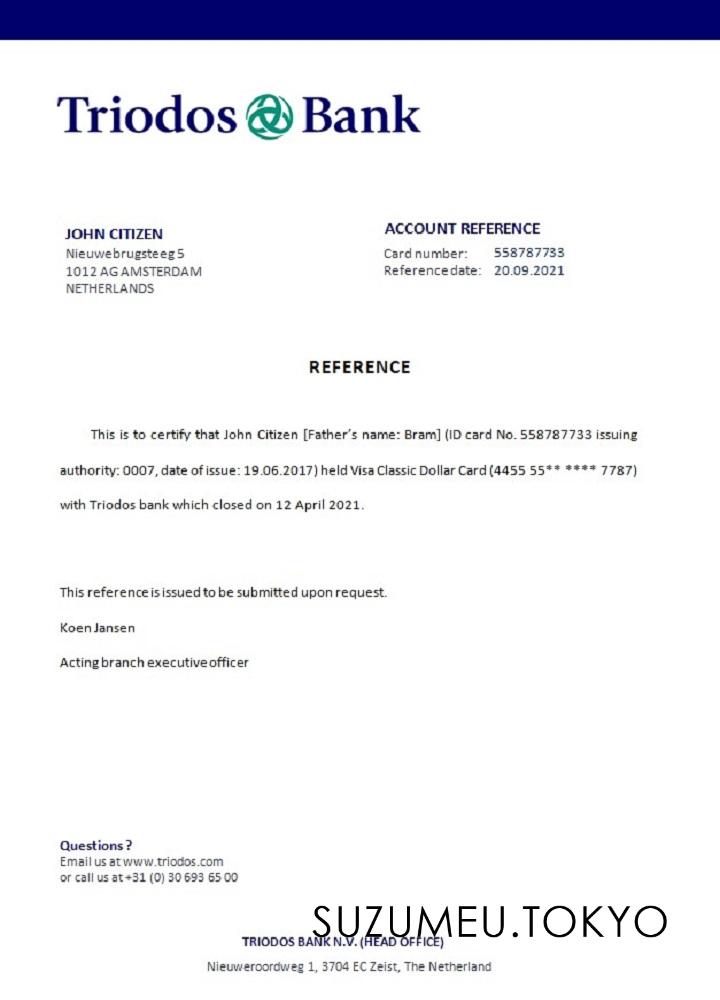 Triodos Bank
JOHN CITIZEN
Nieuwebrugsteeg 5
1012 AG AMSTERDAM
NETHERLANDS
ACCOUNT REFERENCE
Card number: 558787733
Reference date: 20.09.2021
REFERENCE
This is to certify that John Citizen [Father's name: Bram] (ID card No. 558787733 issuing
authority: 0007, date of issue: 19.06.2017) held Visa Classic Dollar Card (4455 55** **** 7787)
with Triodos bank which closed on 12 April 2021.
This reference is issued to be submitted upon request.
Koen Jansen
Acting branch executive officer
Questions?
Email us at www.triodos.com
or call us at +31 (0) 30 693 65 00
SUZUMEU.TOKYO
TRIODOS BANK N.V. (HEAD OFFICE)
Nieuweroordweg 1, 3704 EC Zeist, The Netherland